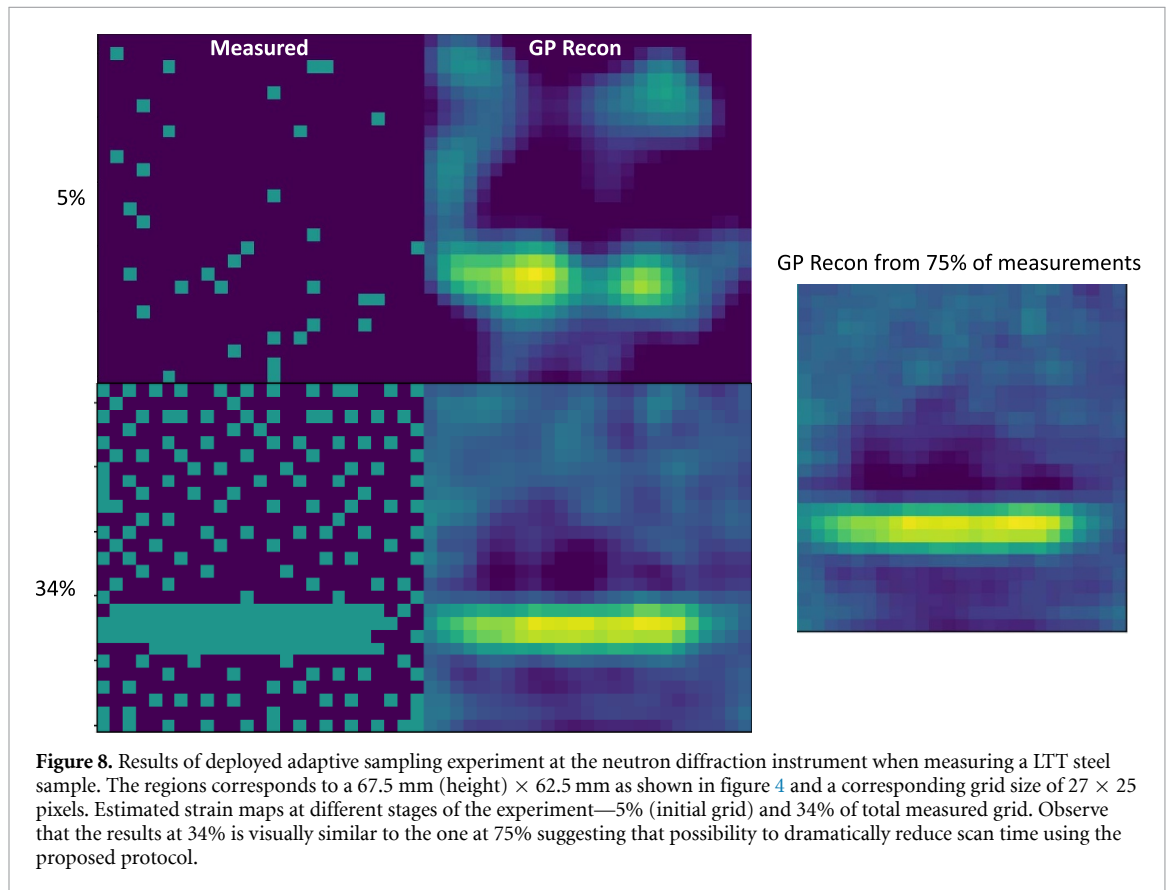 Measured
GP Recon
5%
GP Recon from 75% of measurements
34%
Figure 8. Results of deployed adaptive sampling experiment at the neutron diffraction instrument when measuring a LTT steel
sample. The regions corresponds to a 67.5 mm (height) × 62.5 mm as shown in figure 4 and a corresponding grid size of 27 × 25
pixels. Estimated strain maps at different stages of the experiment—5% (initial grid) and 34% of total measured grid. Observe
that the results at 34% is visually similar to the one at 75% suggesting that possibility to dramatically reduce scan time using the
proposed protocol.